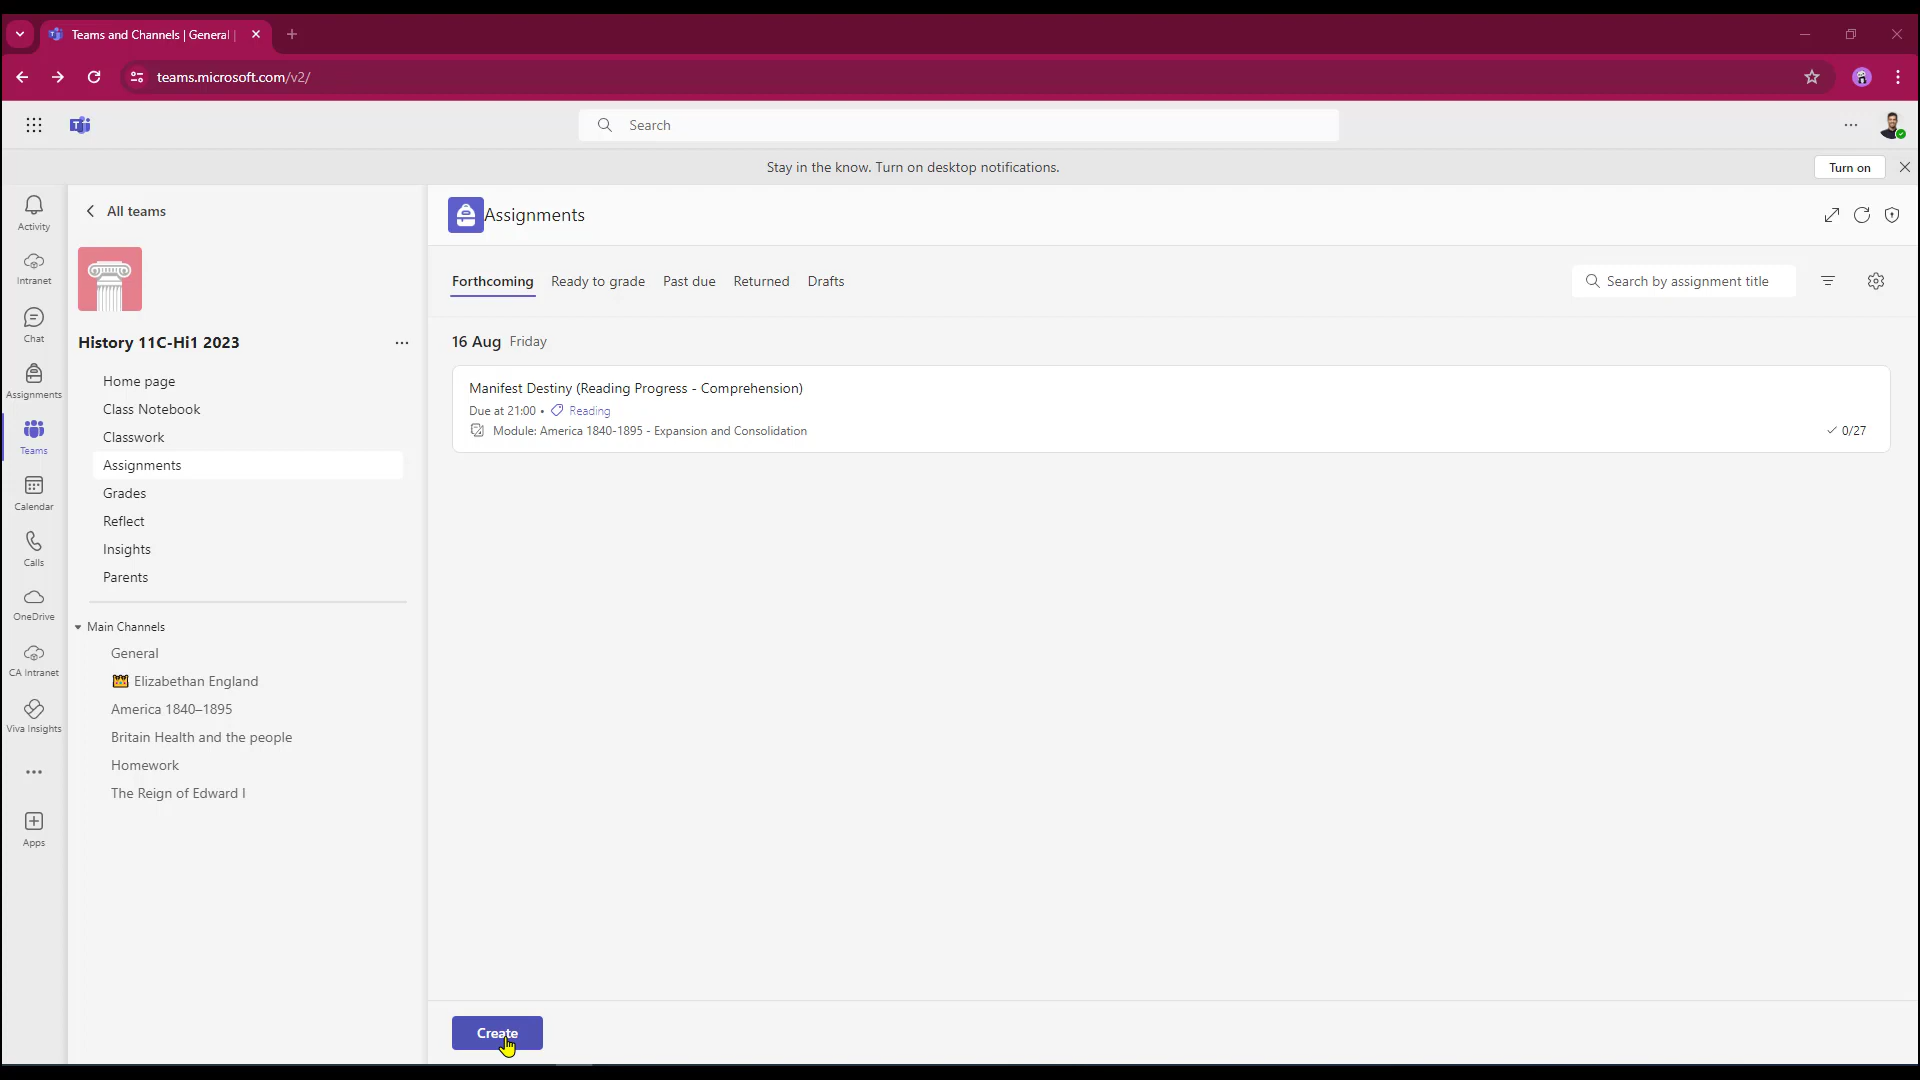 Teams and Channels | General |
teams.microsoft.com/v2/
Search
Stay in the know. Turn on desktop notifications.
Turn on
Activity
Intranet
Chat
Assignments
Teams
Calendar
Calls
OneDrive
CA Intranet
Viva Insights
Apps
All teams
History 11C-Hi1 2023
Home page
Class Notebook
Classwork
Assignments
Grades
Reflect
Insights
Parents
Main Channels
General
Elizabethan England
America 1840–1895
Britain Health and the people
Homework
The Reign of Edward I
Assignments
Forthcoming Ready to grade Past due Returned Drafts
Search by assignment title
16 Aug Friday
Manifest Destiny (Reading Progress - Comprehension)
Due at 21:00 • Reading
Module: America 1840-1895 - Expansion and Consolidation
0/27
Create